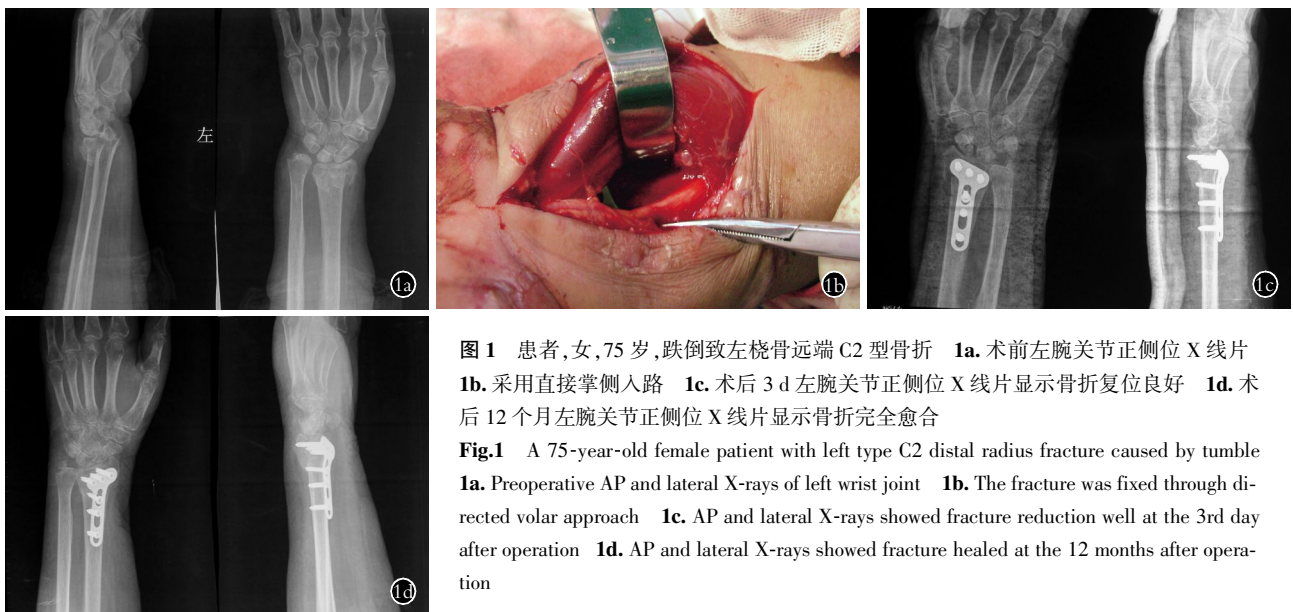 左
1a
1b
1c
1d
图 1 患者,女,75 岁,跌倒致左桡骨远端 C2 型骨折 1a. 术前左腕关节正侧位 X 线片
1b. 采用直接掌侧入路 1c. 术后 3 d 左腕关节正侧位 X 线片显示骨折复位良好 1d. 术
后 12 个月左腕关节正侧位 X 线片显示骨折完全愈合
Fig.1 A 75-year-old female patient with left type C2 distal radius fracture caused by tumble
1a. Preoperative AP and lateral X-rays of left wrist joint 1b. The fracture was fixed through di-
rected volar approach 1c. AP and lateral X-rays showed fracture reduction well at the 3rd day
after operation 1d. AP and lateral X-rays showed fracture healed at the 12 months after opera-
tion